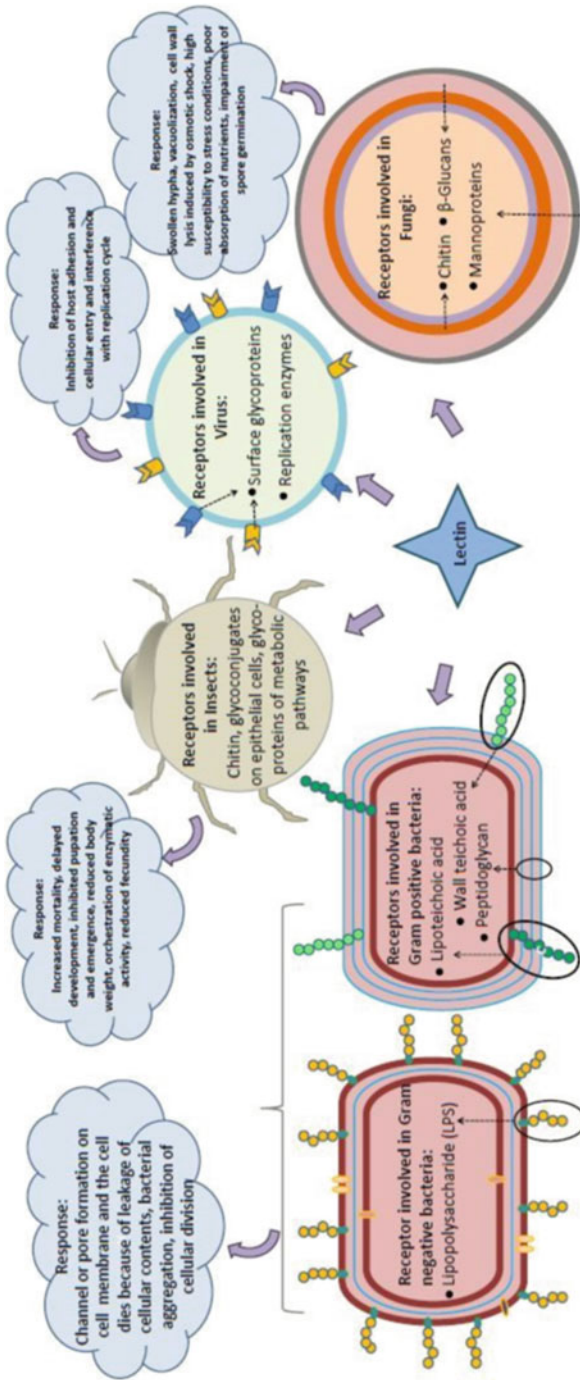 Response:
Channel or pore formation on
cell membrane and the cell
dies because of leakage of
cellular contents, bacterial
aggregation, inhibition of
cellular division
Response:
Increased mortality, delayed
development, inhibited pupation
and emergence, reduced body
weight, orchestration of enzymatic
activity, reduced fecundity
Response:
Inhibition of host adhesion and
cellular entry and interference
with replication cycle
Response:
Swollen hypha, vacuolization, cell wall
lysis induced by osmotic shock, high
susceptibility to stress conditions, poor
absorption of nutrients, impairment of
spore germination
Receptor involved in Gram
negative bacteria:
● Lipopolysaccharide (LPS)
Receptors involved in
Gram positive bacteria:
● Lipoteichoic acid
● Wall teichoic acid
● Peptidoglycan
Receptors involved
in Insects:
Chitin, glycoconjugates
on epithelial cells, glyco-
proteins of metabolic
pathways
Receptors involved in
Virus:
● Surface glycoproteins
● Replication enzymes
Receptors involved in
Fungi:
● Chitin ● β-Glucans
● Mannoproteins
Lectin